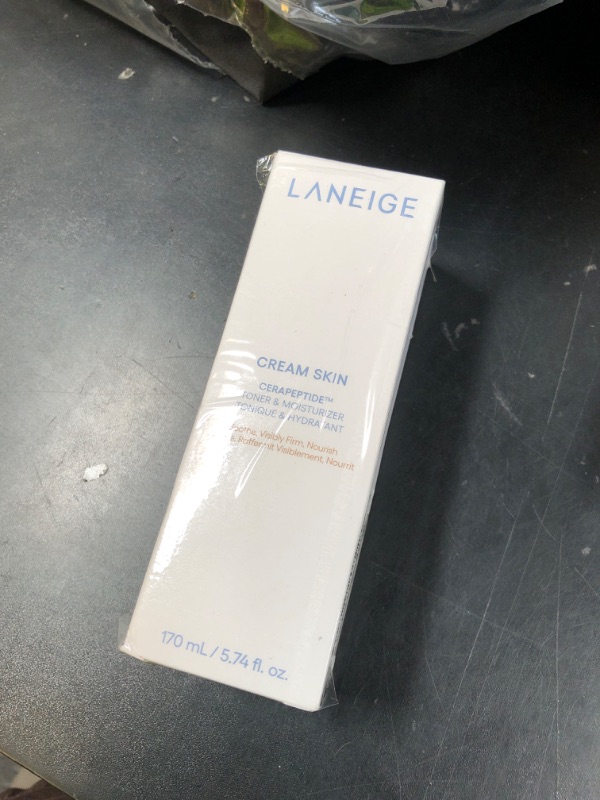 LANEIGE
CREAM SKIN
CERAPEPTIDE™
TONER & MOISTURIZER
TONIQUE & HYDRATANT
Visibly Firm, Nourish
Raffermit Visiblement, Nourrit
170 mL / 5.74 fl. oz.